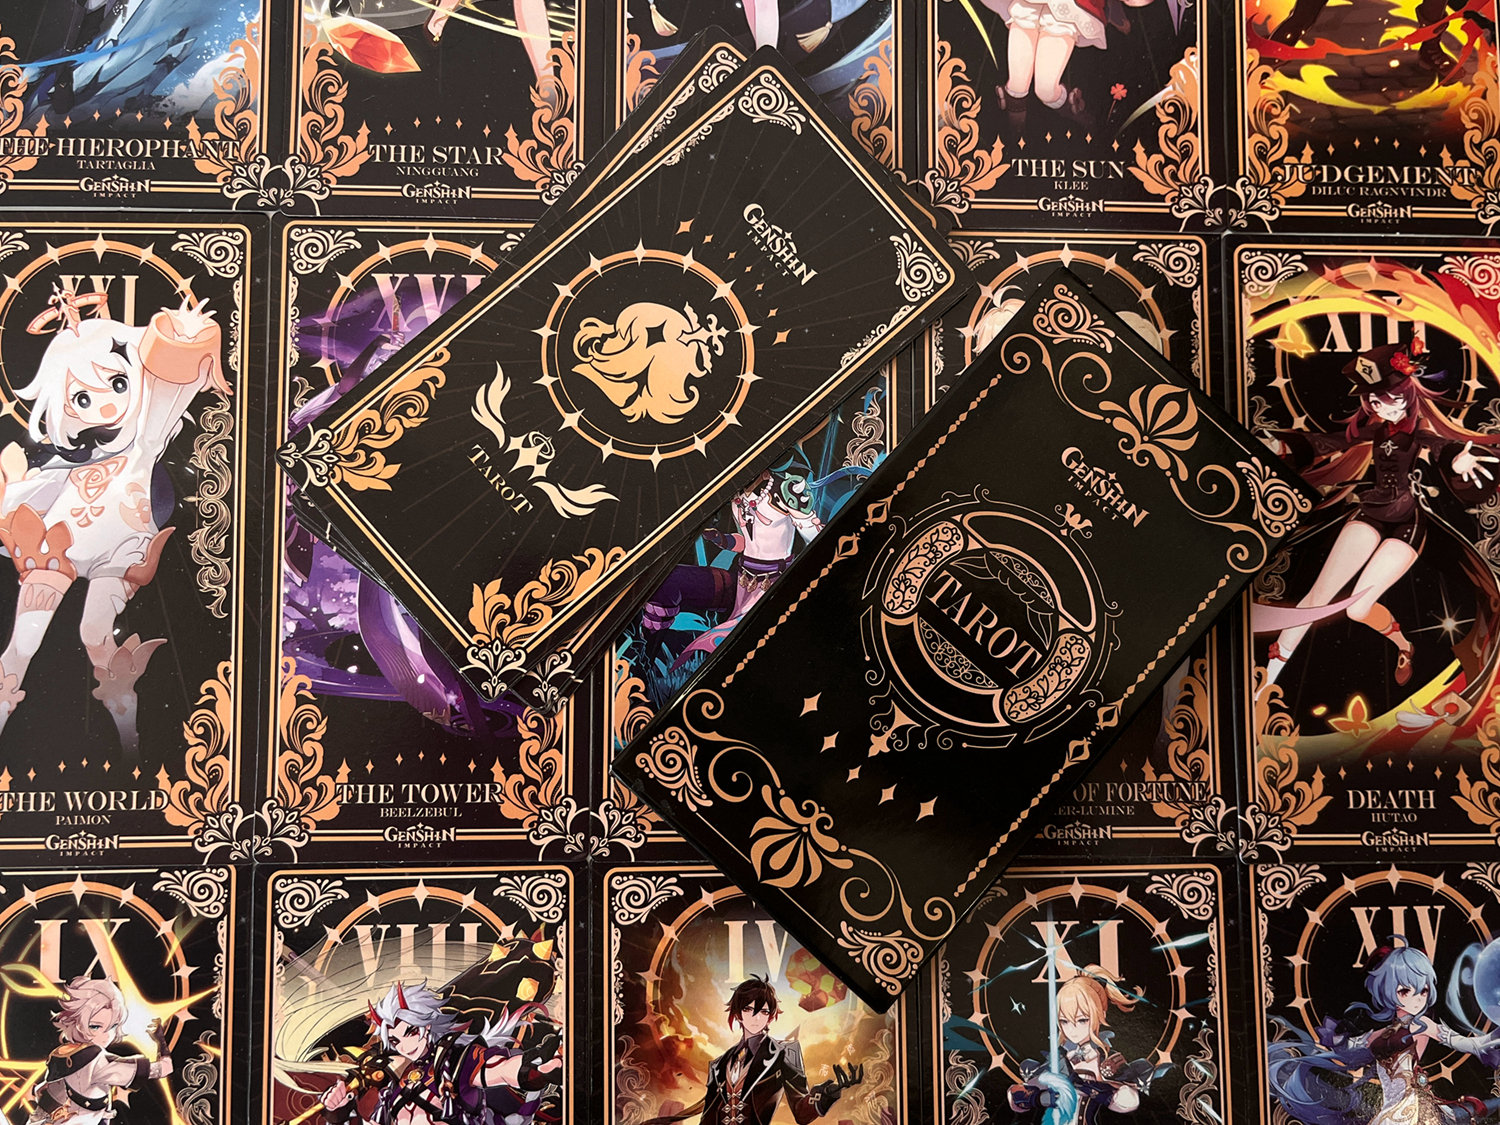 THE HIEROPHANT
TARTAGLIA
GENSHIN
IMPACT
THE STAR
NINGGUANG
GENSHIN
IMPACT
THE SUN
KLEE
GENSHIN
IMPACT
JUDGEMENT
DILUC RAGNVINDR
GENSHIN
IMPACT
GENSHIN
IMPACT
TAROT
GENSHIN
IMPACT
TAROT
XXI
THE WORLD
PAIMON
GENSHIN
IMPACT
XVI
THE TOWER
BEELZEBUL
GENSHIN
IMPACT
OF FORTUNE
ER-LUMINE
GENSHIN
IMPACT
XIII
DEATH
HUTAO
GENSHIN
IMPACT
IX
VIII
IV
XI
XIV